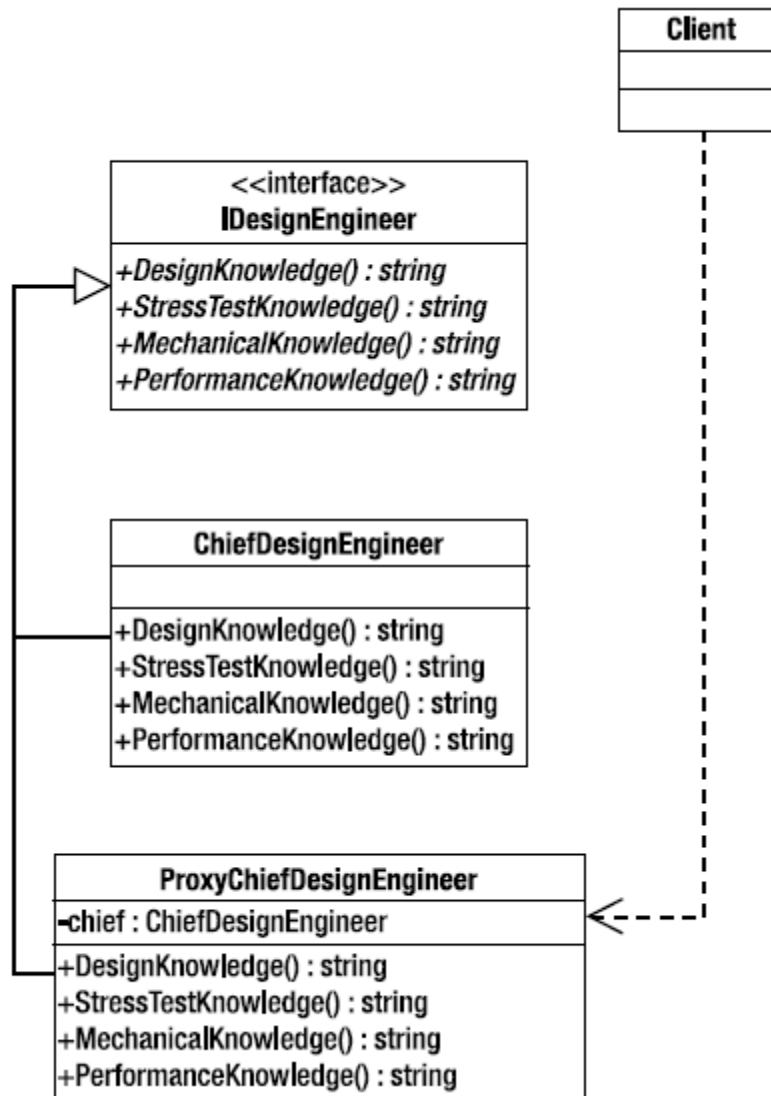 Client
<<interface>>
IDesignEngineer
+DesignKnowledge() : string
+StressTestKnowledge() : string
+MechanicalKnowledge() : string
+PerformanceKnowledge() : string
ChiefDesignEngineer
+DesignKnowledge() : string
+StressTestKnowledge() : string
+MechanicalKnowledge() : string
+PerformanceKnowledge() : string
ProxyChiefDesignEngineer
-chief : ChiefDesignEngineer
+DesignKnowledge() : string
+StressTestKnowledge() : string
+MechanicalKnowledge() : string
+PerformanceKnowledge() : string